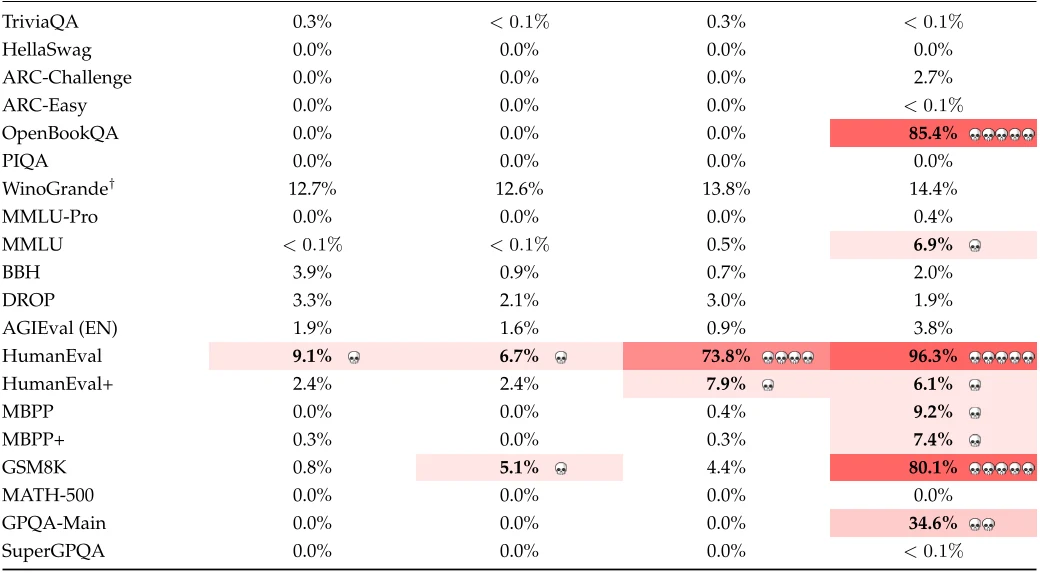 TriviaQA 0.3% < 0.1% 0.3% < 0.1%
HellaSwag 0.0% 0.0% 0.0% 0.0%
ARC-Challenge 0.0% 0.0% 0.0% 2.7%
ARC-Easy 0.0% 0.0% 0.0% < 0.1%
OpenBookQA 0.0% 0.0% 0.0% 85.4% 💀💀💀💀💀
PIQA 0.0% 0.0% 0.0% 0.0%
WinoGrande† 12.7% 12.6% 13.8% 14.4%
MMLU-Pro 0.0% 0.0% 0.0% 0.4%
MMLU < 0.1% < 0.1% 0.5% 6.9% 💀
BBH 3.9% 0.9% 0.7% 2.0%
DROP 3.3% 2.1% 3.0% 1.9%
AGIEval (EN) 1.9% 1.6% 0.9% 3.8%
HumanEval 9.1% 💀 6.7% 💀 73.8% 💀💀💀💀 96.3% 💀💀💀💀💀
HumanEval+ 2.4% 2.4% 7.9% 💀 6.1% 💀
MBPP 0.0% 0.0% 0.4% 9.2% 💀
MBPP+ 0.3% 0.0% 0.3% 7.4% 💀
GSM8K 0.8% 5.1% 💀 4.4% 80.1% 💀💀💀💀💀
MATH-500 0.0% 0.0% 0.0% 0.0%
GPQA-Main 0.0% 0.0% 0.0% 34.6% 💀💀
SuperGPQA 0.0% 0.0% 0.0% < 0.1%